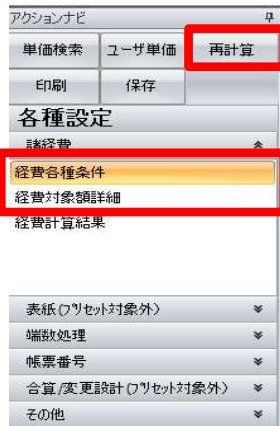 アクションナビ
単価検索 ユーザ単価 再計算
印刷 保存
各種設定
諸経費
経費各種条件
経費対象額詳細
経費計算結果
表紙(プリセット対象外)
端数処理
帳票番号
合算/変更設計(プリセット対象外)
その他